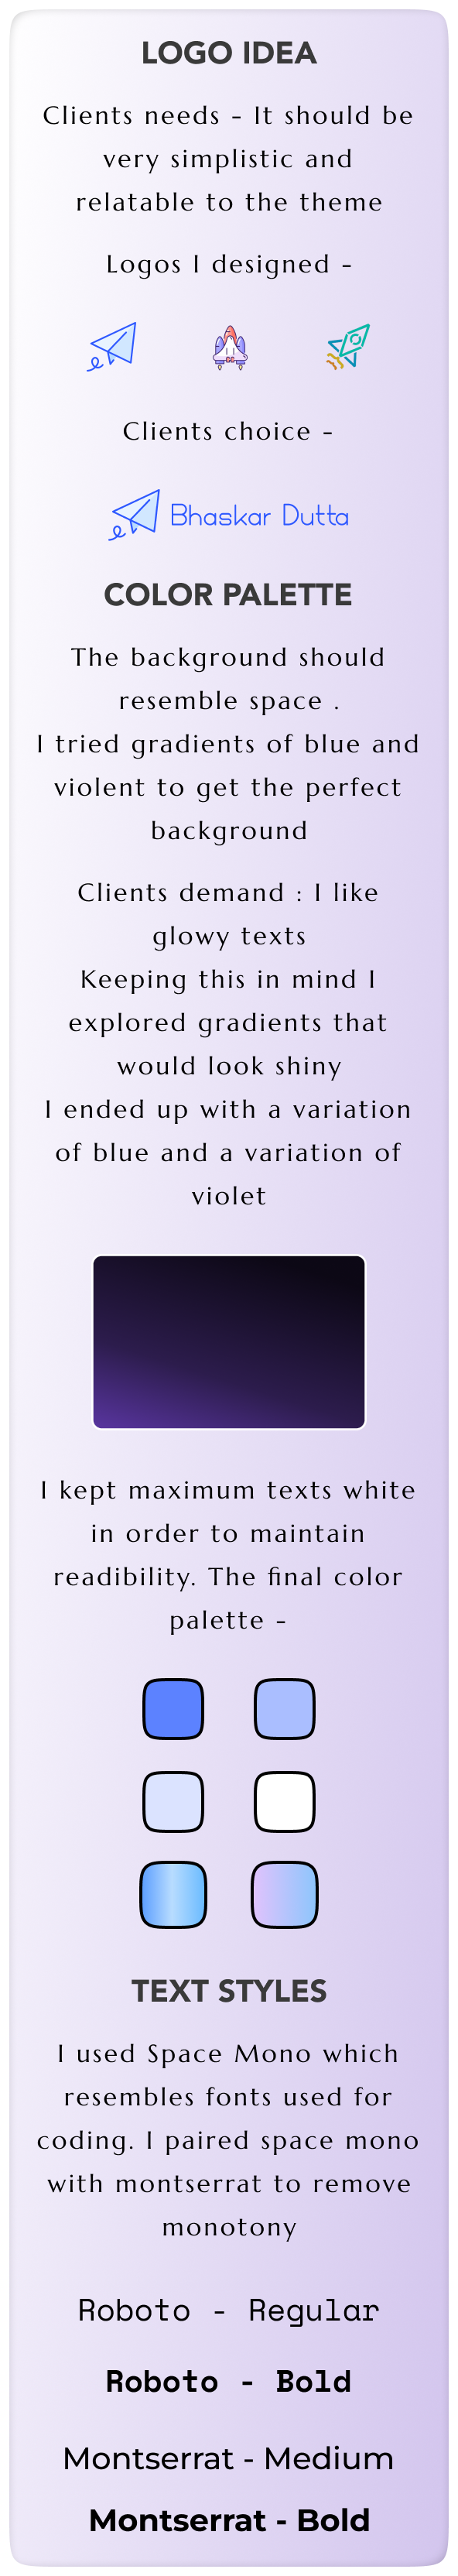 LOGO IDEA
Clients needs - It should be
very simplistic and
relatable to the theme
Logos I designed -
Clients choice -
Bhaskar Dutta
COLOR PALETTE
The background should
resemble space .
I tried gradients of blue and
violent to get the perfect
background
Clients demand : I like
glowy texts
Keeping this in mind I
explored gradients that
would look shiny
I ended up with a variation
of blue and a variation of
violet
I kept maximum texts white
in order to maintain
readibility. The final color
palette -
TEXT STYLES
I used Space Mono which
resembles fonts used for
coding. I paired space mono
with montserrat to remove
monotony
Roboto - Regular
Roboto - Bold
Montserrat - Medium
Montserrat - Bold